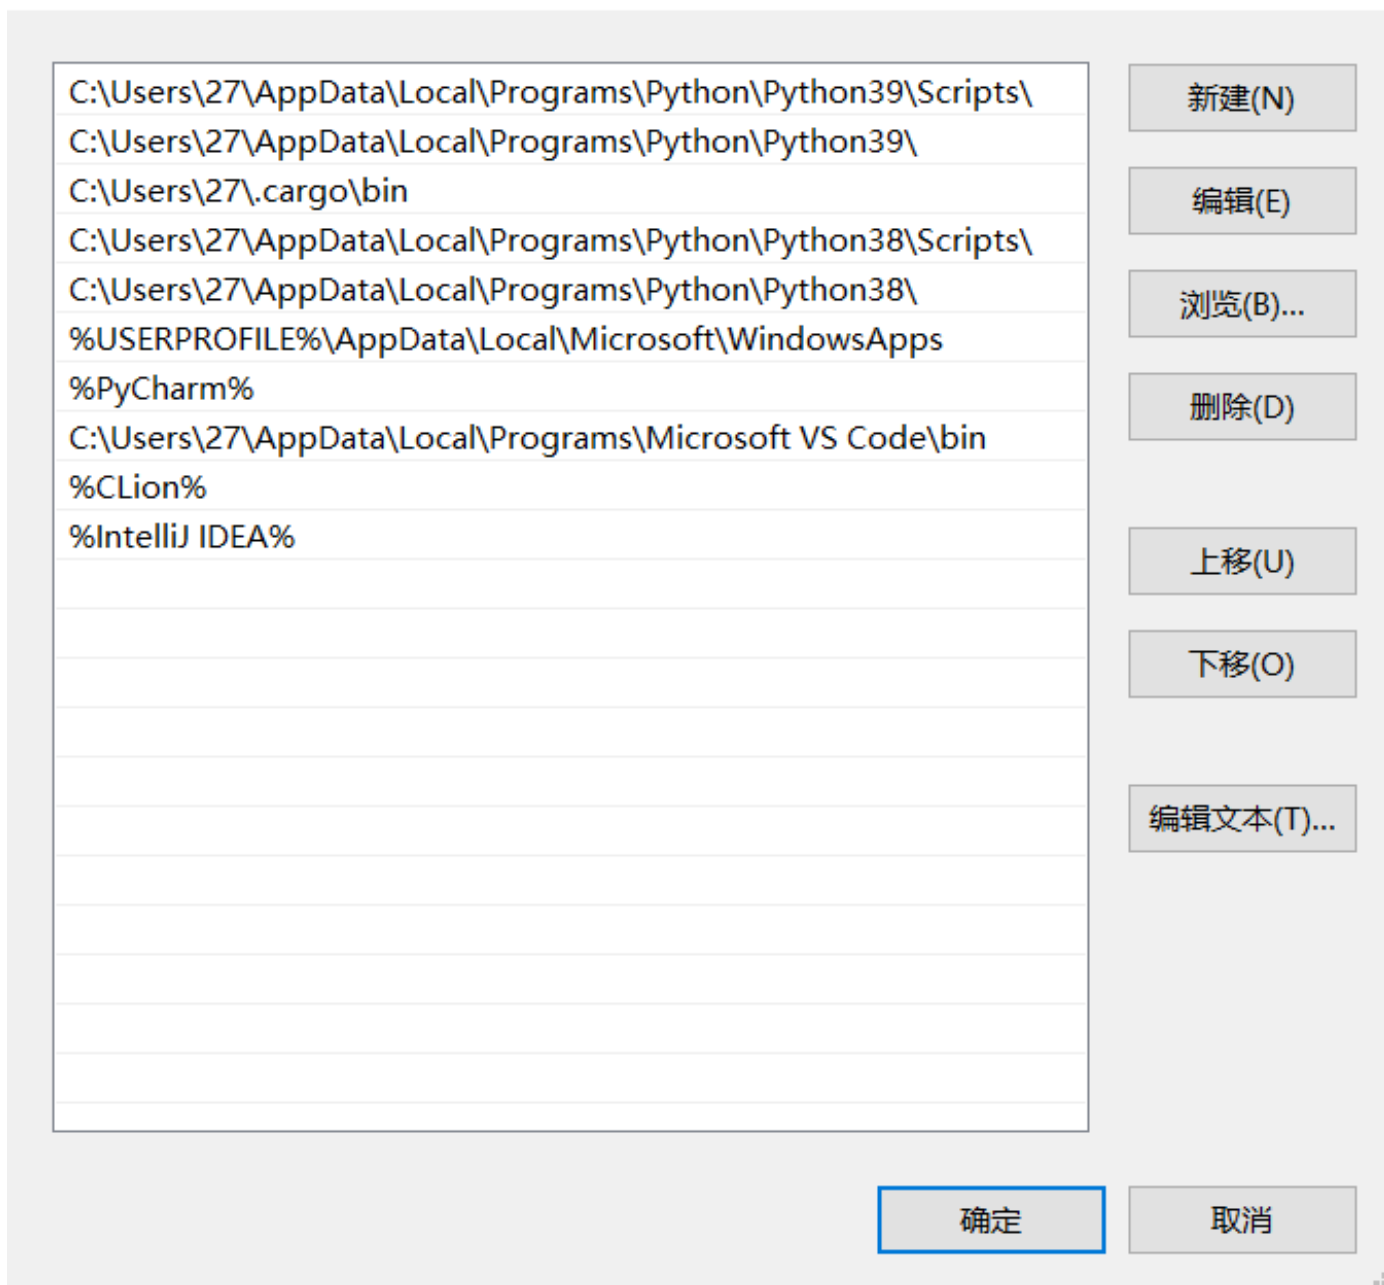 C:\Users\27\AppData\Local\Programs\Python\Python39\Scripts\
C:\Users\27\AppData\Local\Programs\Python\Python39\
C:\Users\27\.cargo\bin
C:\Users\27\AppData\Local\Programs\Python\Python38\Scripts\
C:\Users\27\AppData\Local\Programs\Python\Python38\
%USERPROFILE%\AppData\Local\Microsoft\WindowsApps
%PyCharm%
C:\Users\27\AppData\Local\Programs\Microsoft VS Code\bin
%CLion%
%IntelliJ IDEA%
新建(N)
编辑(E)
浏览(B)...
删除(D)
上移(U)
下移(O)
编辑文本(T)...
确定
取消